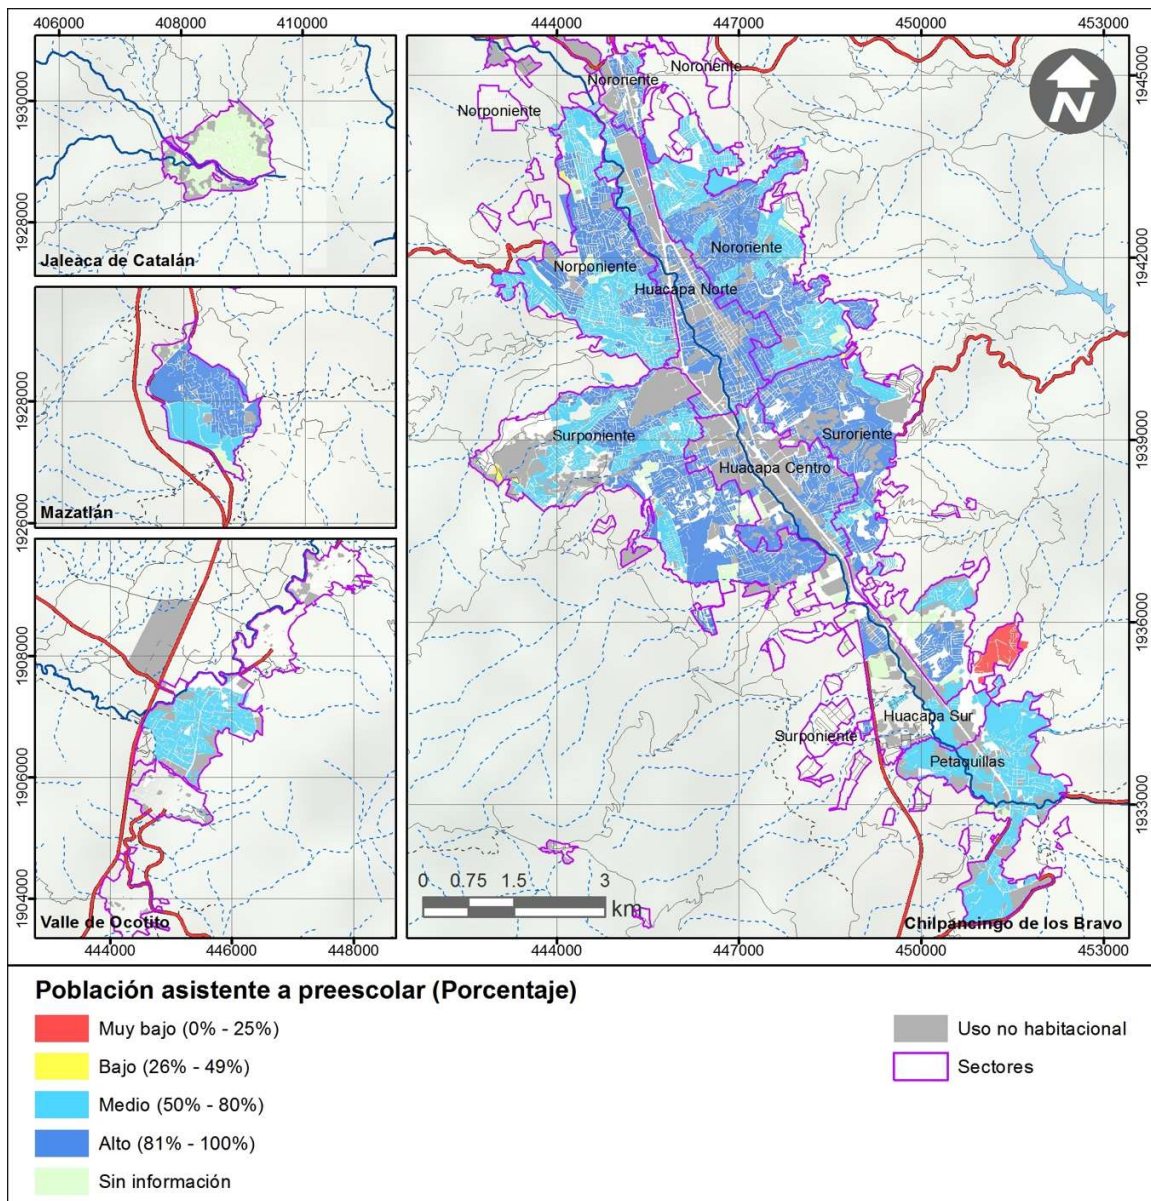 406000 408000 410000
444000 447000 450000 453000
1930000
1928000
Jaleaca de Catalán
1928000
1926000
Mazatlán
1908000
1906000
1904000
Valle de Ocotito
444000 446000 448000
N
1945000
1942000
1939000
1936000
1933000
Nororiente
Nororiente
Norponiente
Nororiente
Norponiente
Huacapa Norte
Surponiente
Suroriente
Huacapa Centro
Huacapa Sur
Surponiente
Petaquillas
0 0.75 1.5 3
km
Chilpancingo de los Bravo
444000 447000 450000 453000
Población asistente a preescolar (Porcentaje)
Muy bajo (0% - 25%)
Bajo (26% - 49%)
Medio (50% - 80%)
Alto (81% - 100%)
Sin información
Uso no habitacional
Sectores